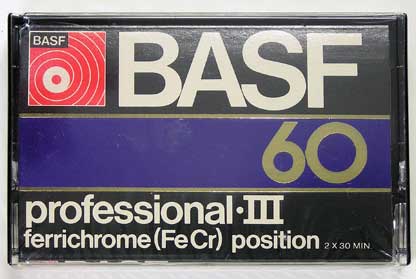 BASF
BASF
60
professional·III
ferrichrome (FeCr) position 2 X 30 MIN.